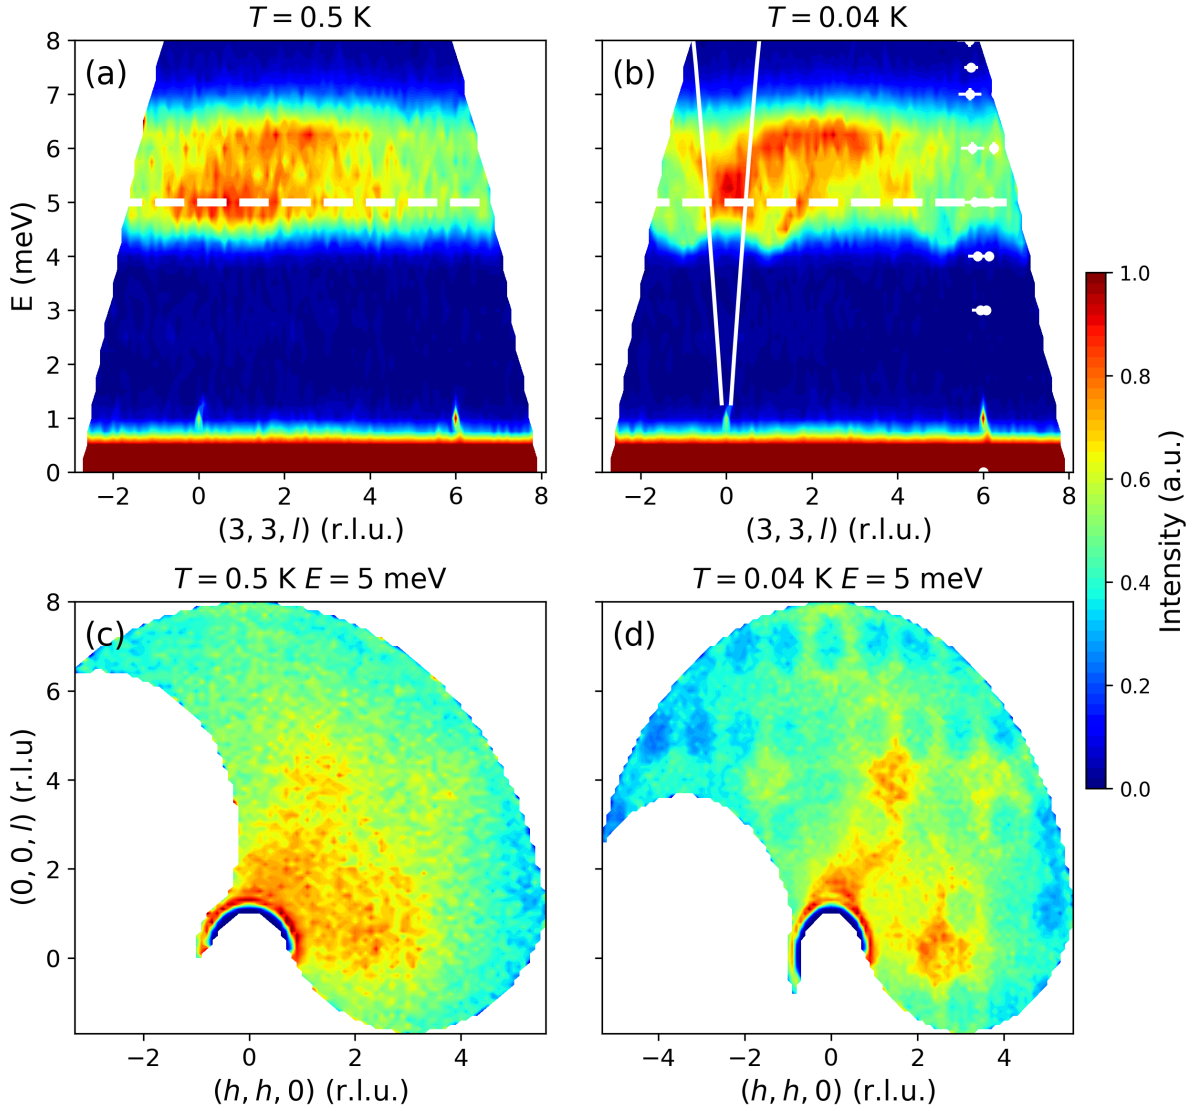 T = 0.5 K
T = 0.04 K
(a)
(b)
8
7
6
5
4
3
2
1
0
E (meV)
−2 0 2 4 6 8
−2 0 2 4 6 8
(3, 3, l) (r.l.u.)
(3, 3, l) (r.l.u.)
1.0
0.8
0.6
0.4
0.2
0.0
Intensity (a.u.)
T = 0.5 K E = 5 meV
T = 0.04 K E = 5 meV
(c)
(d)
8
6
4
2
0
(0, 0, l) (r.l.u)
−2 0 2 4
−4 −2 0 2 4
(h, h, 0) (r.l.u.)
(h, h, 0) (r.l.u.)